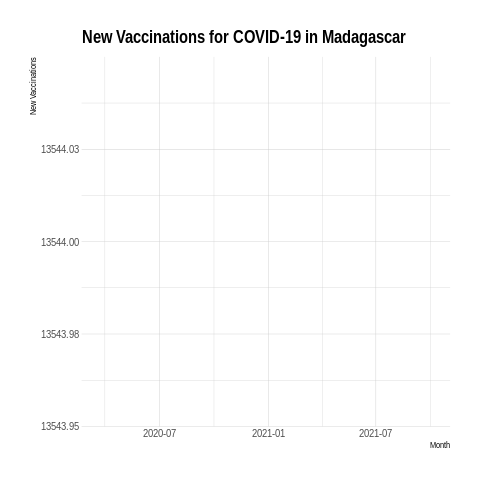 New Vaccinations for COVID-19 in Madagascar
New Vaccinations
13544.03
13544.00
13543.98
13543.95
2020-07 2021-01 2021-07
Month